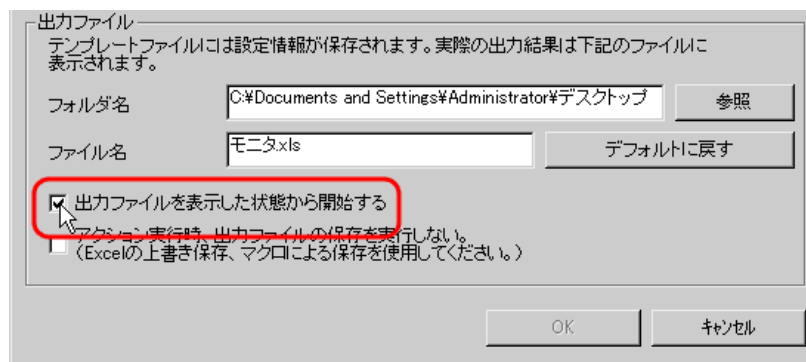 出力ファイル
テンプレートファイルには設定情報が保存されます。実際の出力結果は下記のファイルに
表示されます。
フォルダ名
C:¥Documents and Settings¥Administrator¥デスクトップ
参照
ファイル名
モニタ.xls
デフォルトに戻す
出力ファイルを表示した状態から開始する
アクション実行時、出力ファイルの保存を実行しない。
(Excelの上書き保存、マクロによる保存を使用してください。)
OK
キャンセル